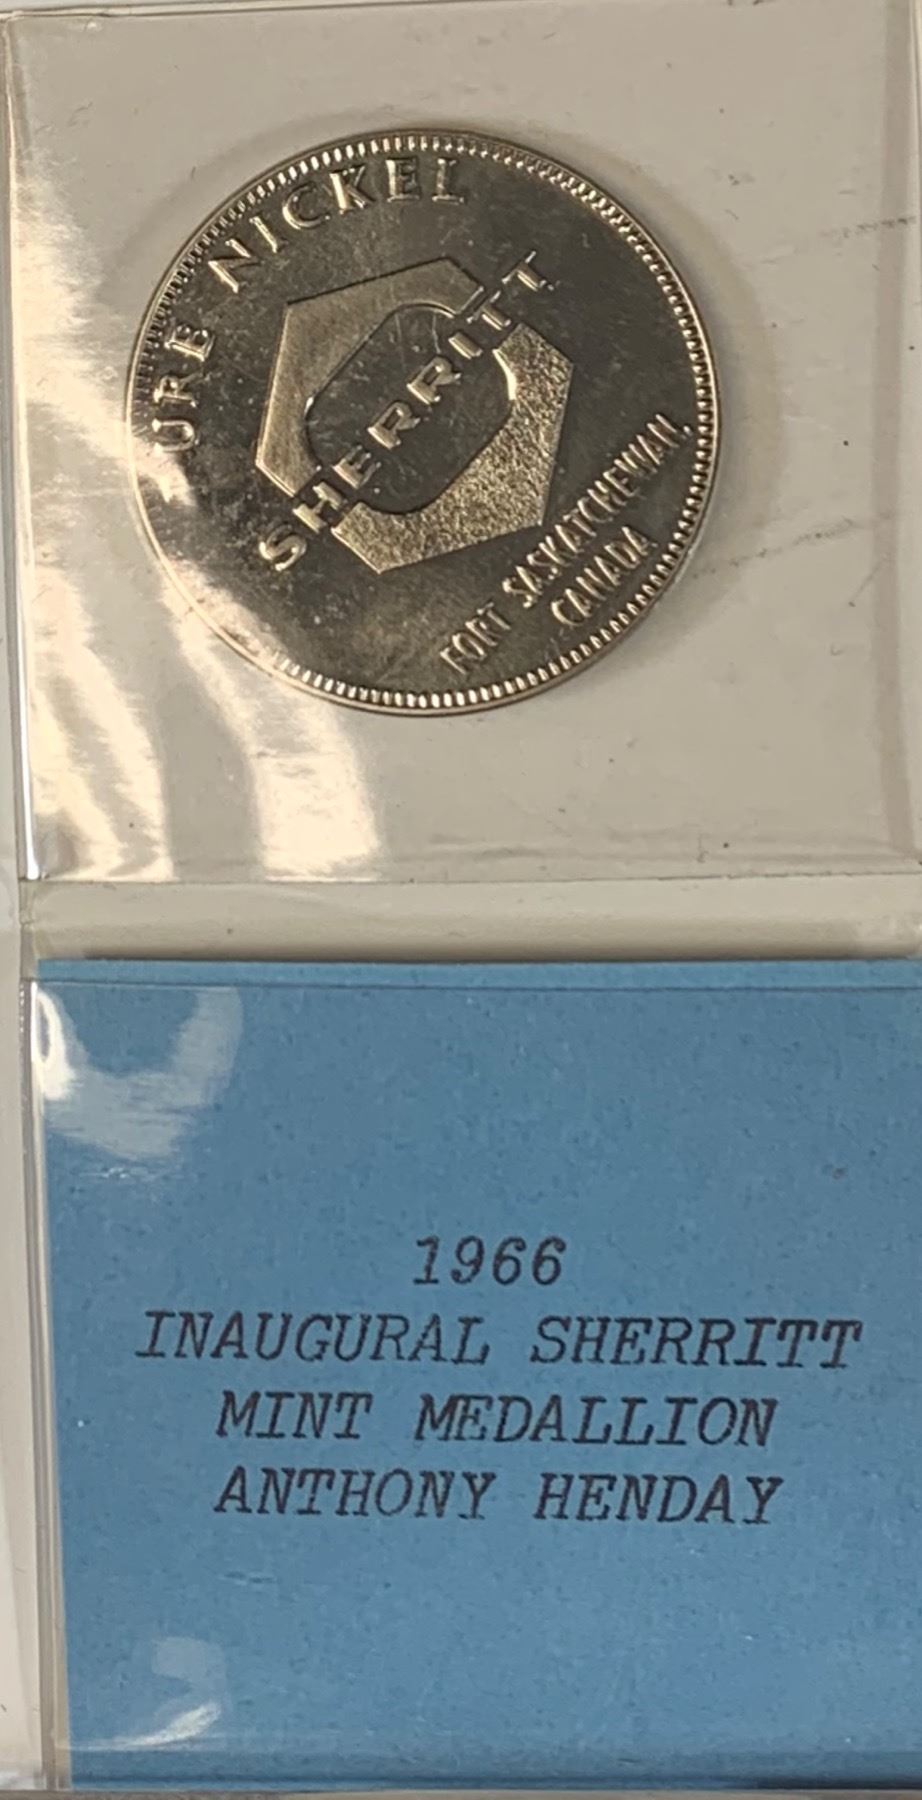 URE NICKEL
SHERRITT
FORT SASKATCHEWAN,
CANADA
1966
INAUGURAL SHERRITT
MINT MEDALLION
ANTHONY HENDAY